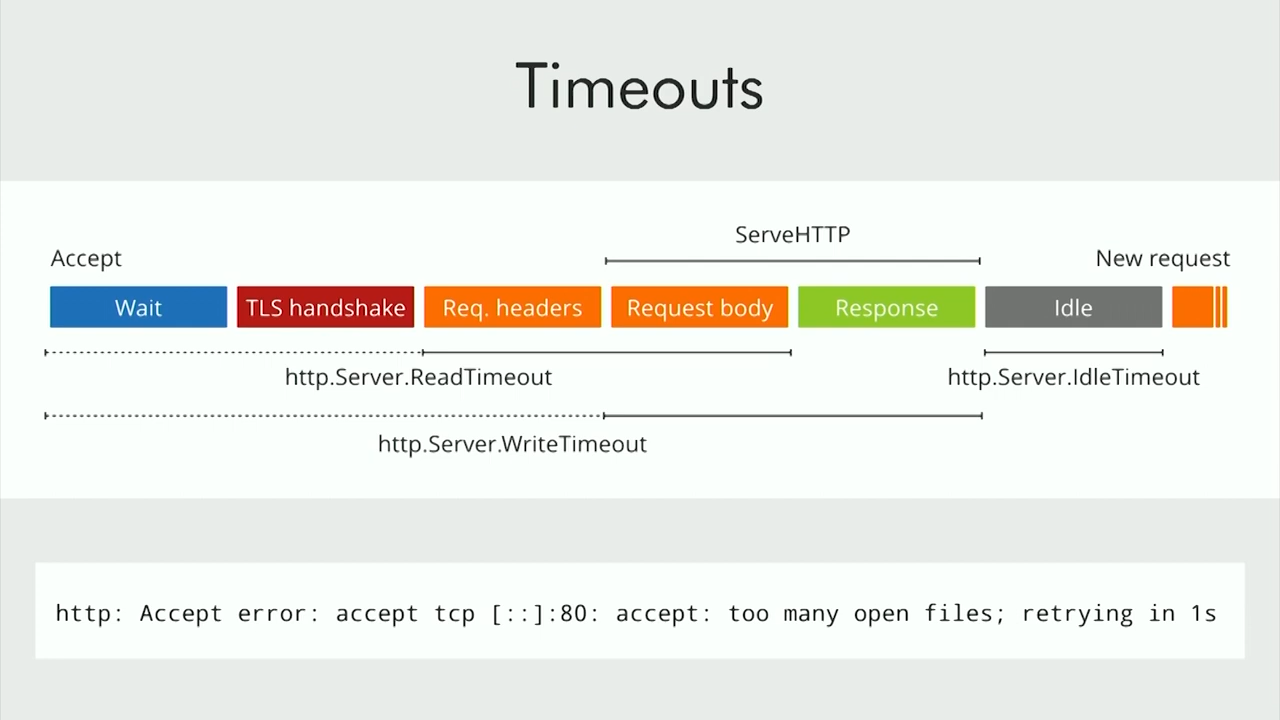 Timeouts
ServeHTTP
Accept
New request
Wait
TLS handshake
Req. headers
Request body
Response
Idle
http.Server.ReadTimeout
http.Server.IdleTimeout
http.Server.WriteTimeout
http: Accept error: accept tcp [::]:80: accept: too many open files; retrying in 1s